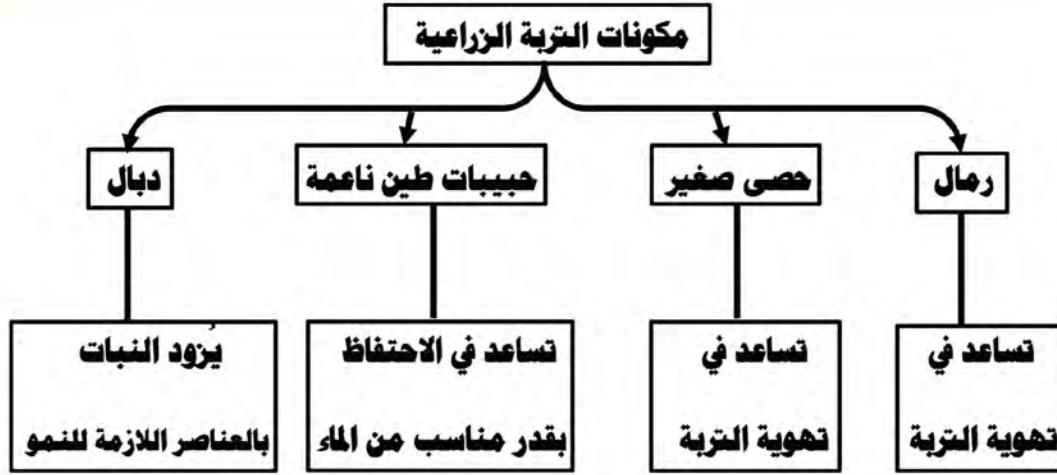 مكونات التربة الزراعية
رمال
حصى صغير
حبيبات طين ناعمة
دبال
تساعد في
تهوية التربة
تساعد في
تهوية التربة
تساعد في الاحتفاظ
بقدر مناسب من الماء
يُزود النبات
بالعناصر اللازمة للنمو